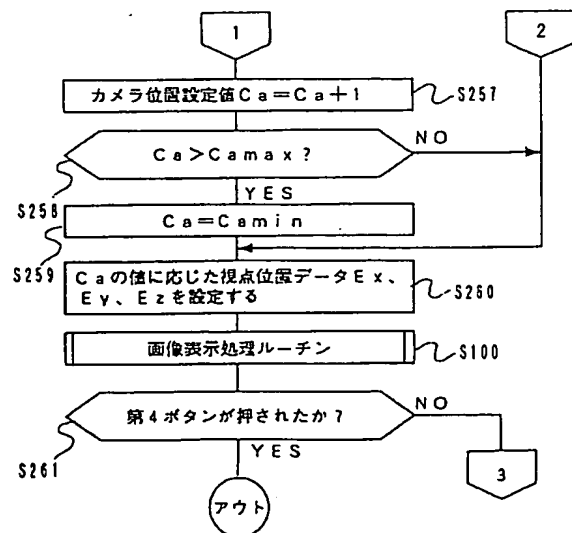 1
2
カメラ位置設定値Ca=Ca+1
S257
Ca>Camax?
NO
YES
S258
Ca=Camin
S259
Caの値に応じた視点位置データEx、
Ey、Ezを設定する
S260
画像表示処理ルーチン
S100
第4ボタンが押されたか?
NO
YES
S261
3
アウト